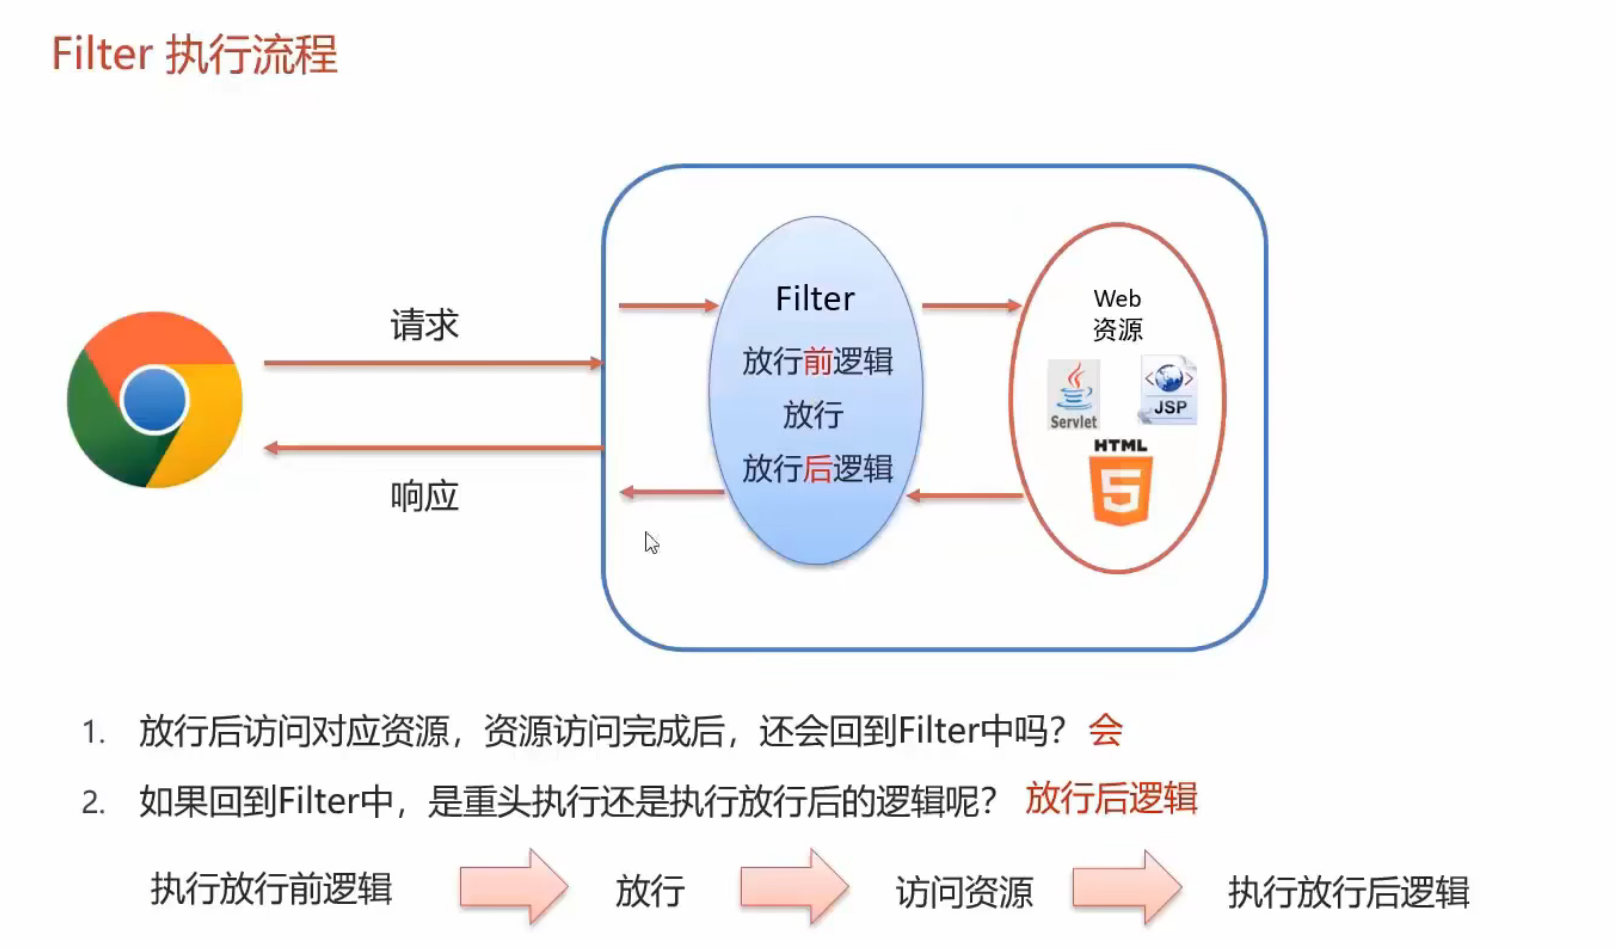 Filter 执行流程
请求
响应
Filter
放行前逻辑
放行
放行后逻辑
Web
资源
Servlet
JSP
HTML
5
1. 放行后访问对应资源，资源访问完成后，还会回到Filter中吗？ 会
2. 如果回到Filter中，是重头执行还是执行放行后的逻辑呢？ 放行后逻辑
执行放行前逻辑 放行 访问资源 执行放行后逻辑